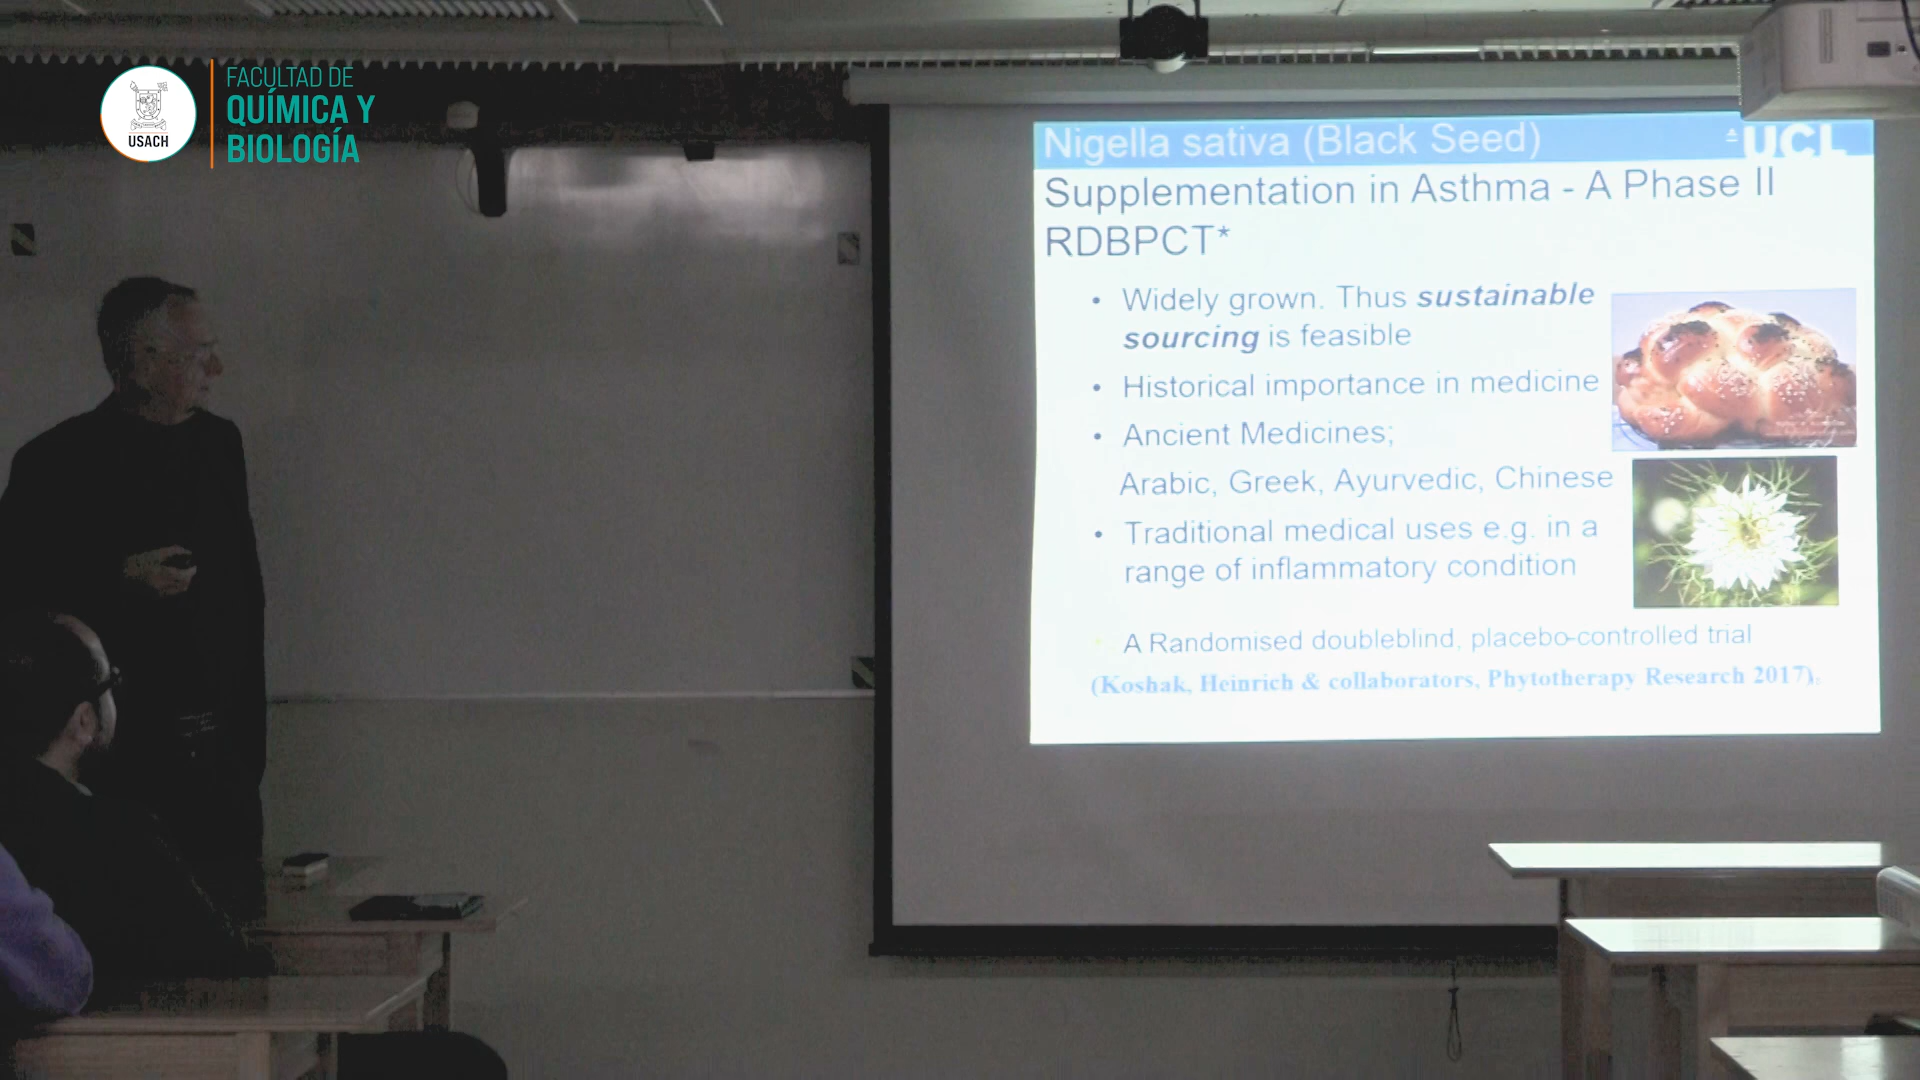 USACH
FACULTAD DE
QUÍMICA Y
BIOLOGÍA
Nigella sativa (Black Seed)
UCL
Supplementation in Asthma - A Phase II
RDBPCT*
• Widely grown. Thus sustainable
sourcing is feasible
• Historical importance in medicine
• Ancient Medicines;
Arabic, Greek, Ayurvedic, Chinese
• Traditional medical uses e.g. in a
range of inflammatory condition
• A Randomised doubleblind, placebo-controlled trial
(Koshak, Heinrich & collaborators, Phytotherapy Research 2017).